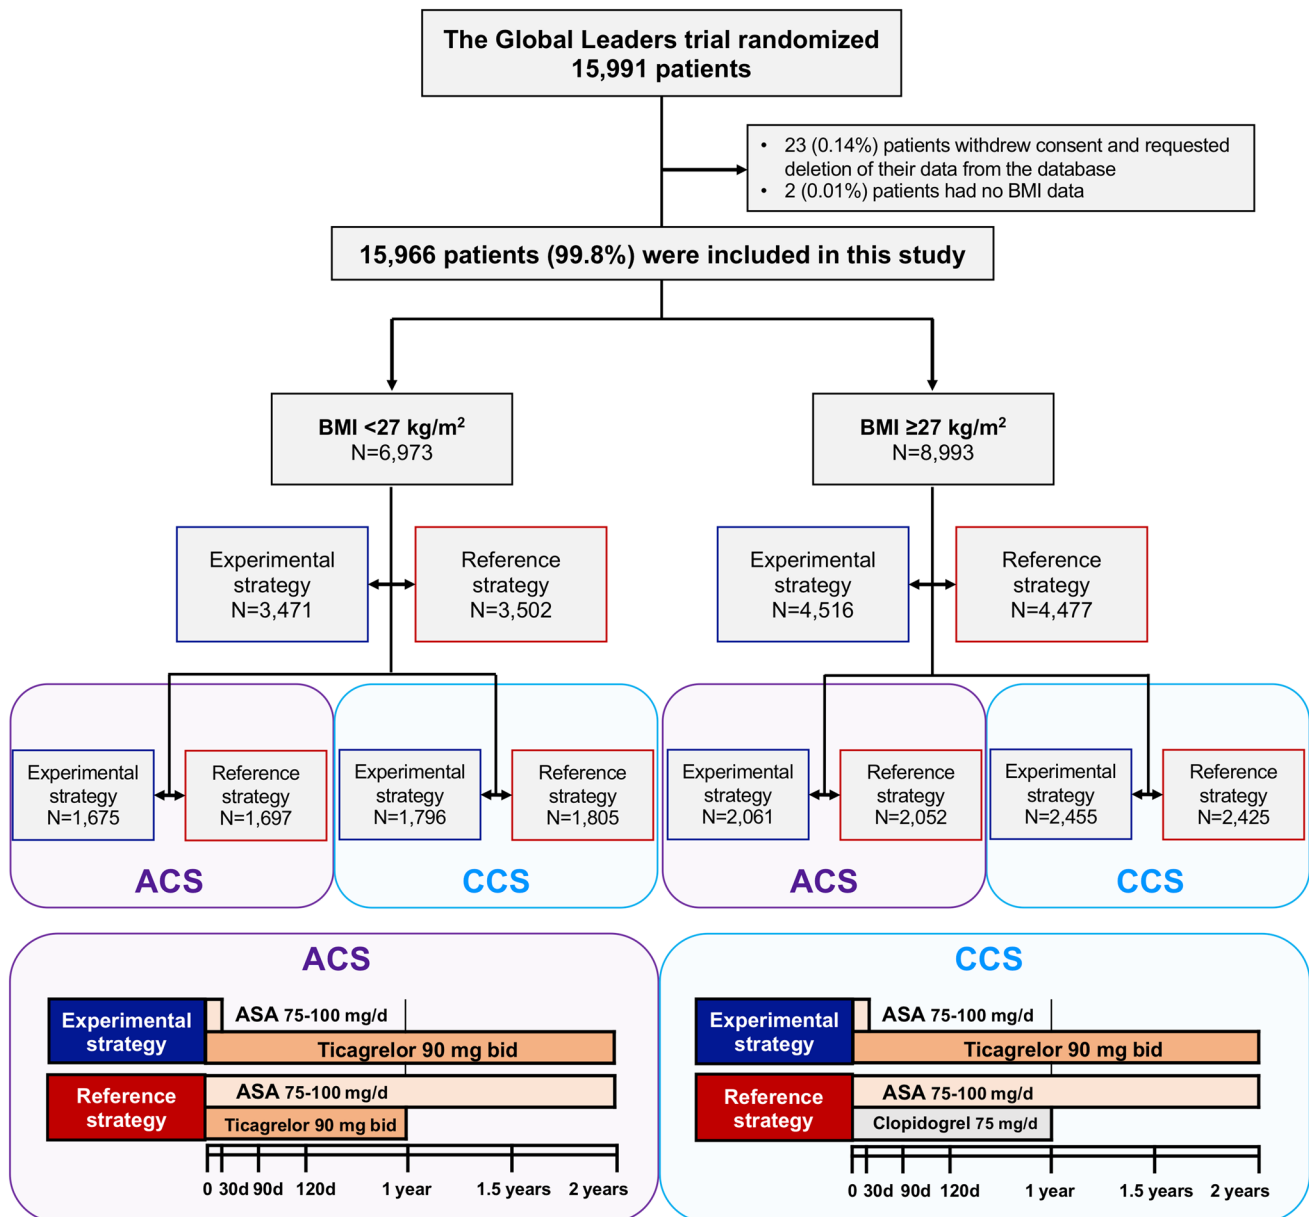 The Global Leaders trial randomized
15,991 patients
• 23 (0.14%) patients withdrew consent and requested
deletion of their data from the database
• 2 (0.01%) patients had no BMI data
15,966 patients (99.8%) were included in this study
BMI <27 kg/m²
N=6,973
BMI ≥27 kg/m²
N=8,993
Experimental
strategy
N=3,471
Reference
strategy
N=3,502
Experimental
strategy
N=4,516
Reference
strategy
N=4,477
Experimental
strategy
N=1,675
Reference
strategy
N=1,697
ACS
Experimental
strategy
N=1,796
Reference
strategy
N=1,805
CCS
Experimental
strategy
N=2,061
Reference
strategy
N=2,052
ACS
Experimental
strategy
N=2,455
Reference
strategy
N=2,425
CCS
ACS
Experimental
strategy
ASA 75-100 mg/d
Ticagrelor 90 mg bid
Reference
strategy
ASA 75-100 mg/d
Ticagrelor 90 mg bid
0 30d 90d 120d 1 year 1.5 years 2 years
CCS
Experimental
strategy
ASA 75-100 mg/d
Ticagrelor 90 mg bid
Reference
strategy
ASA 75-100 mg/d
Clopidogrel 75 mg/d
0 30d 90d 120d 1 year 1.5 years 2 years